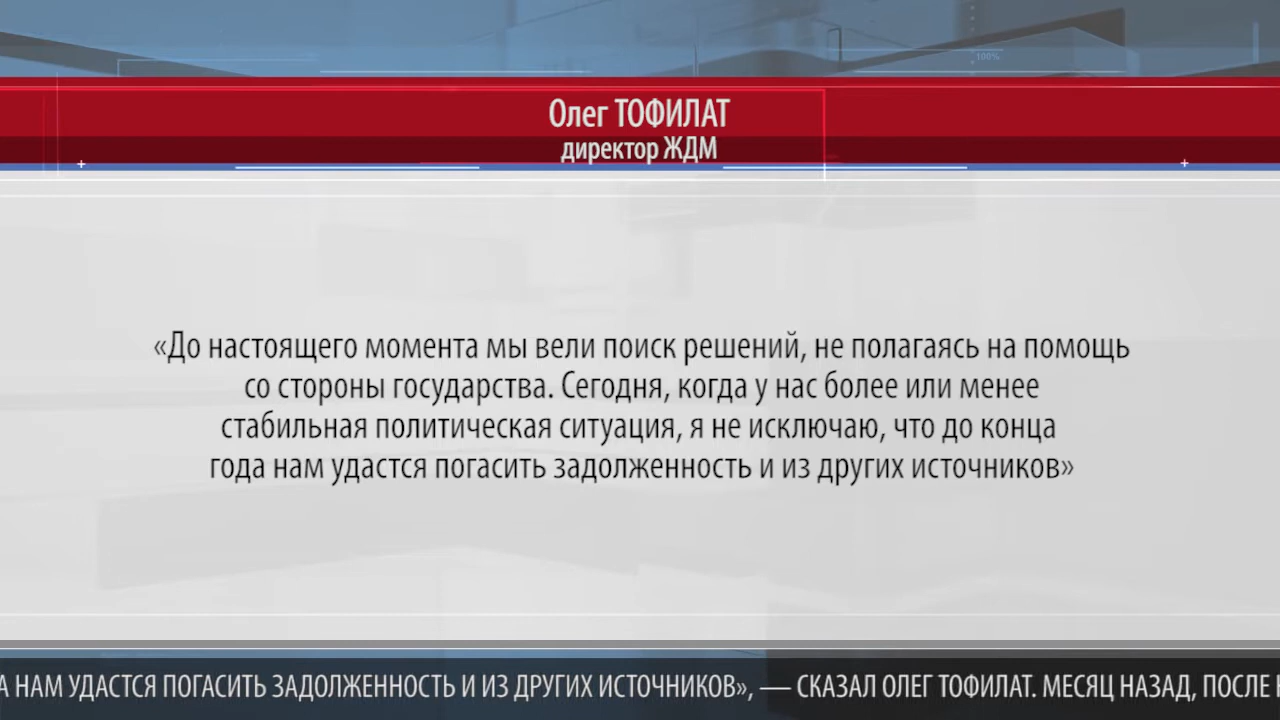 100%
Олег ТОФИЛАТ
директор ЖДМ
«До настоящего момента мы вели поиск решений, не полагаясь на помощь
со стороны государства. Сегодня, когда у нас более или менее
стабильная политическая ситуация, я не исключаю, что до конца
года нам удастся погасить задолженность и из других источников»
А НАМ УДАСТСЯ ПОГАСИТЬ ЗАДОЛЖЕННОСТЬ И ИЗ ДРУГИХ ИСТОЧНИКОВ», — СКАЗАЛ ОЛЕГ ТОФИЛАТ. МЕСЯЦ НАЗАД, ПОСЛЕ